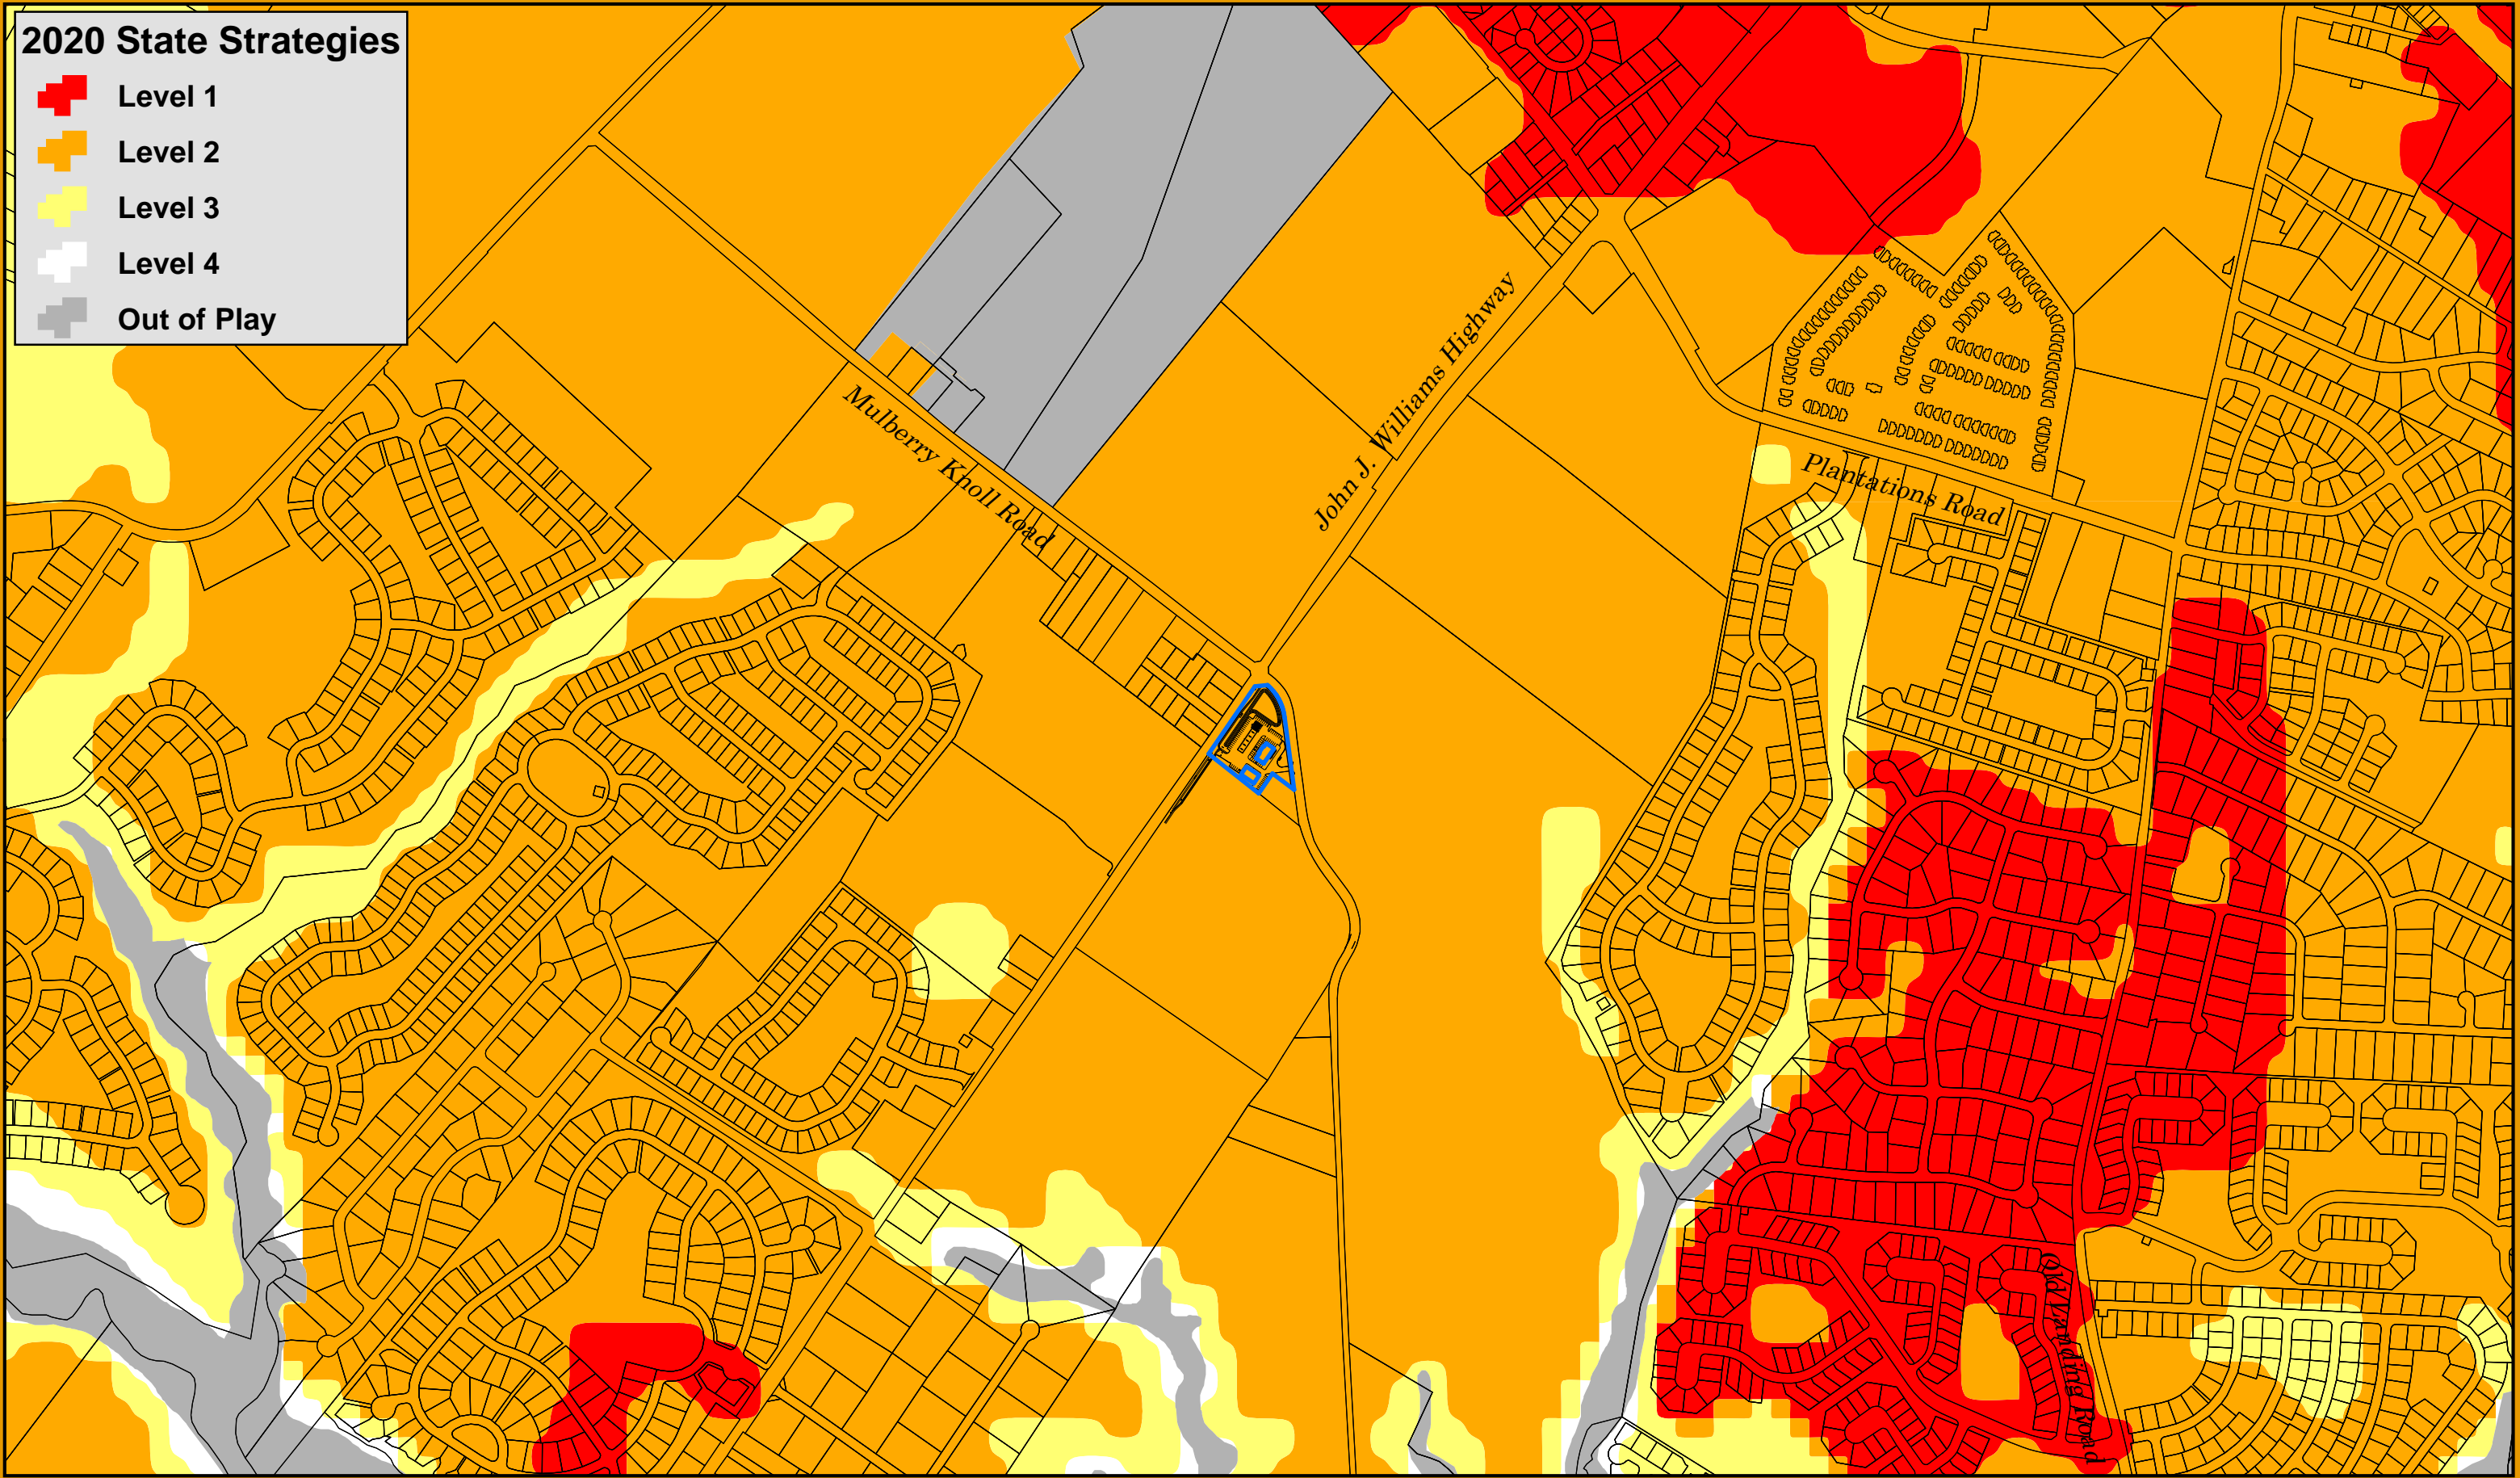 2020 State Strategies
Level 1
Level 2
Level 3
Level 4
Out of Play
Mulberry Knoll Road
John J. Williams Highway
Plantations Road
Old Landing Road